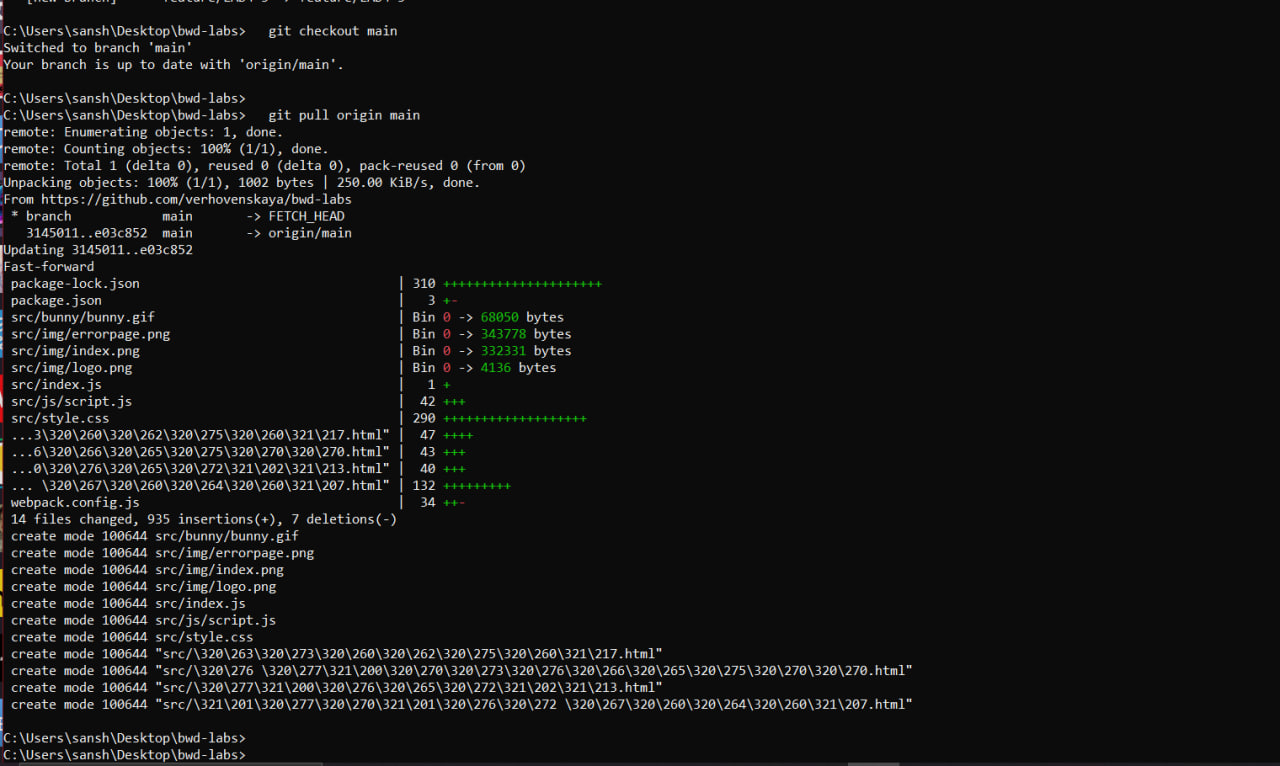 C:\Users\sansh\Desktop\bwd-labs>   git checkout main
Switched to branch 'main'
Your branch is up to date with 'origin/main'.
C:\Users\sansh\Desktop\bwd-labs>
C:\Users\sansh\Desktop\bwd-labs>   git pull origin main
remote: Enumerating objects: 1, done.
remote: Counting objects: 100% (1/1), done.
remote: Total 1 (delta 0), reused 0 (delta 0), pack-reused 0 (from 0)
Unpacking objects: 100% (1/1), 1002 bytes | 250.00 KiB/s, done.
From https://github.com/verhovenskaya/bwd-labs
 * branch            main       -> FETCH_HEAD
   3145011..e03c852  main       -> origin/main
Updating 3145011..e03c852
Fast-forward
 package-lock.json                                  | 310 +++++++++++++++++++++
 package.json                                       |   3 +-
 src/bunny/bunny.gif                                | Bin 0 -> 68050 bytes
 src/img/errorpage.png                              | Bin 0 -> 343778 bytes
 src/img/index.png                                  | Bin 0 -> 332331 bytes
 src/img/logo.png                                   | Bin 0 -> 4136 bytes
 src/index.js                                       |   1 +
 src/js/script.js                                   |  42 +++
 src/style.css                                      | 290 +++++++++++++++++++
 ...3\320\260\320\262\320\275\320\260\321\217.html" |  47 ++++
 ...6\320\266\320\265\320\275\320\270\320\270.html" |  43 +++
 ...0\320\276\320\265\320\272\321\202\321\213.html" |  40 +++
 ... \320\267\320\260\320\264\320\260\321\207.html" | 132 +++++++++
 webpack.config.js                                  |  34 ++-
 14 files changed, 935 insertions(+), 7 deletions(-)
 create mode 100644 src/bunny/bunny.gif
 create mode 100644 src/img/errorpage.png
 create mode 100644 src/img/index.png
 create mode 100644 src/img/logo.png
 create mode 100644 src/index.js
 create mode 100644 src/js/script.js
 create mode 100644 src/style.css
 create mode 100644 "src/\320\263\320\273\320\260\320\262\320\275\320\260\321\217.html"
 create mode 100644 "src/\320\276 \320\277\321\200\320\270\320\273\320\276\320\266\320\265\320\275\320\270\320\270.html"
 create mode 100644 "src/\320\277\321\200\320\276\320\265\320\272\321\202\321\213.html"
 create mode 100644 "src/\321\201\320\277\320\270\321\201\320\276\320\272 \320\267\320\260\320\264\320\260\321\207.html"
C:\Users\sansh\Desktop\bwd-labs>
C:\Users\sansh\Desktop\bwd-labs>